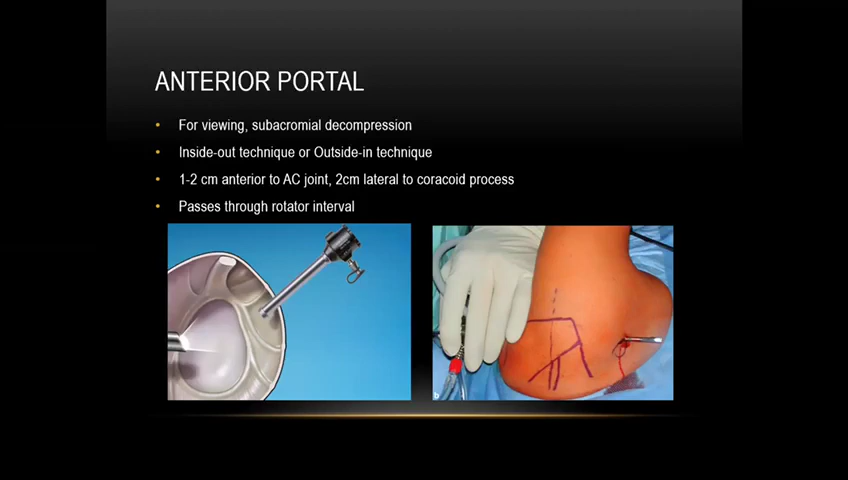 ANTERIOR PORTAL
• For viewing, subacromial decompression
• Inside-out technique or Outside-in technique
• 1-2 cm anterior to AC joint, 2cm lateral to coracoid process
• Passes through rotator interval
b